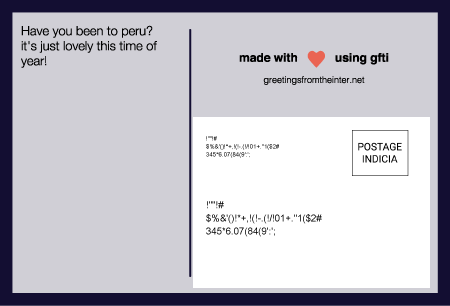 Have you been to peru?
it's just lovely this time of
year!
made with ❤ using gfti
greetingsfromtheinter.net
!"'!#
$%&'()!*+,!(!-.(/!01+."1($2#
345*6.07(84(9':';
POSTAGE
INDICIA
!"'!#
$%&'()!*+,!(!-.(/!/01+."1($2#
345*6.07(84(9':';